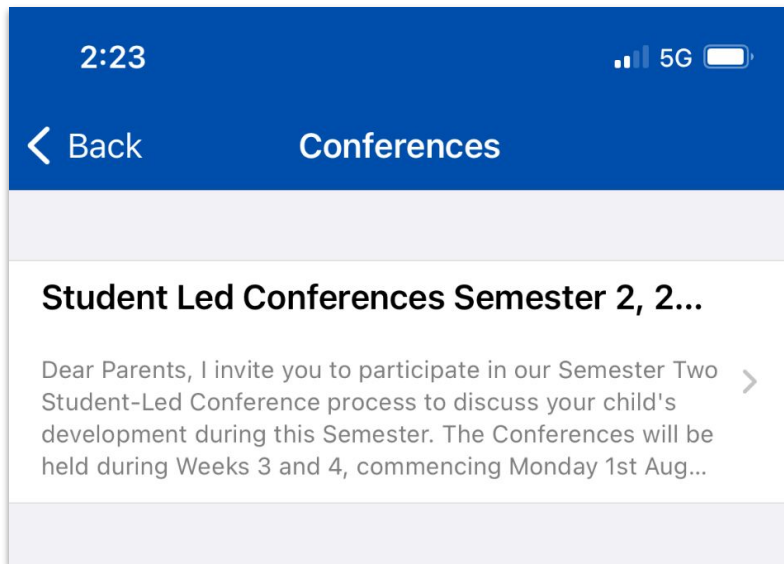 2:23 5G
Back Conferences
Student Led Conferences Semester 2, 2...
Dear Parents, I invite you to participate in our Semester Two
Student-Led Conference process to discuss your child's
development during this Semester. The Conferences will be
held during Weeks 3 and 4, commencing Monday 1st Aug...